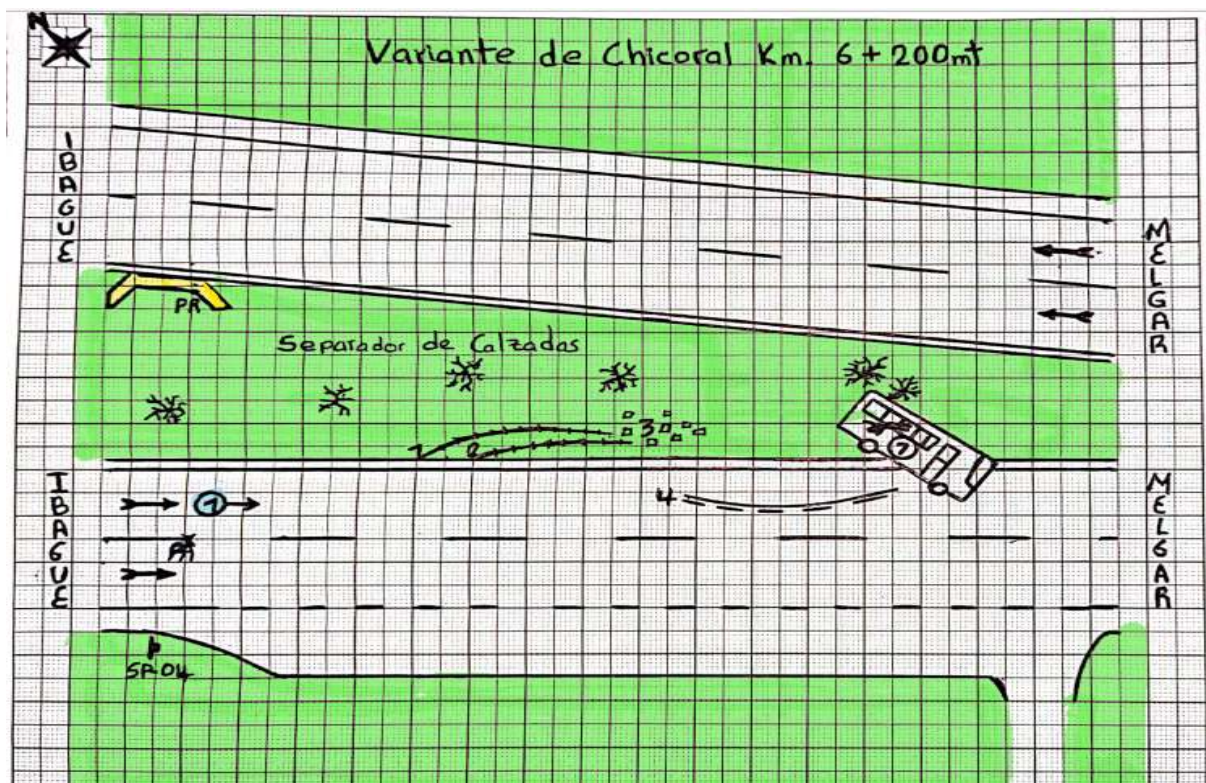 N
Variante de Chicoral Km. 6+200mt
IBAGUE
MELGAR
PR
Separador de Calzadas
1
2
3
1
IBAGUE
1
4
MELGAR